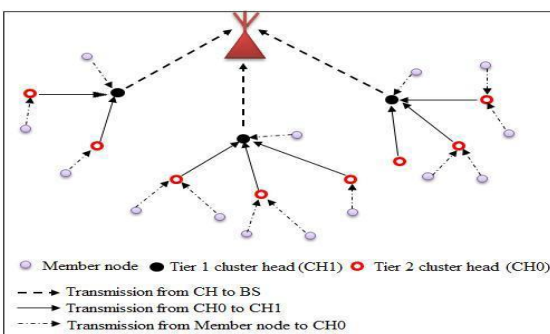 Member node Tier 1 cluster head (CH1) Tier 2 cluster head (CH0)
Transmission from CH to BS
Transmission from CH0 to CH1
Transmission from Member node to CH0